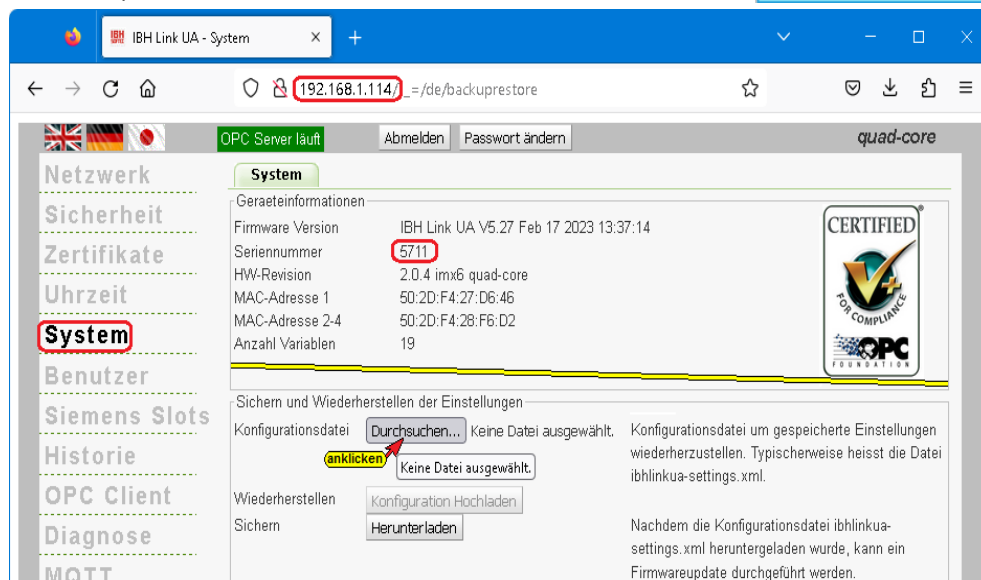 IBH Link UA - System
192.168.1.114/_=/de/backuprestore
OPC Server läuft
Abmelden
Passwort ändern
quad-core
Netzwerk
Sicherheit
Zertifikate
Uhrzeit
System
Benutzer
Siemens Slots
Historie
OPC Client
Diagnose
MQTT
System
Geraeteinformationen
Firmware Version IBH Link UA V5.27 Feb 17 2023 13:37:14
Seriennummer 5711
HW-Revision 2.0.4 imx6 quad-core
MAC-Adresse 1 50:2D:F4:27:D6:46
MAC-Adresse 2-4 50:2D:F4:28:F6:D2
Anzahl Variablen 19
CERTIFIED
FOR COMPLIANCE
OPC
FOUNDATION
Sichern und Wiederherstellen der Einstellungen
Konfigurationsdatei Durchsuchen... Keine Datei ausgewählt.
anklicken
Keine Datei ausgewählt.
Wiederherstellen Konfiguration Hochladen
Sichern Herunterladen
Konfigurationsdatei um gespeicherte Einstellungen
wiederherzustellen. Typischerweise heisst die Datei
ibhlinkua-settings.xml.
Nachdem die Konfigurationsdatei ibhlinkua-
settings.xml heruntergeladen wurde, kann ein
Firmwareupdate durchgeführt werden.